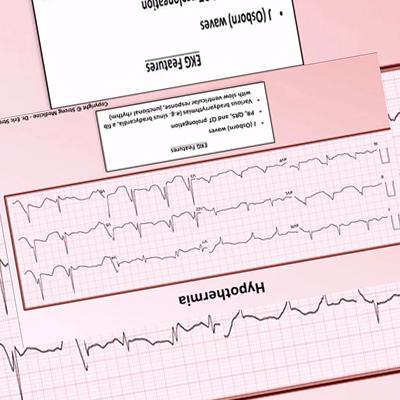 Hypothermia
EKG Features
• J (Osborn) waves
• PR, QRS, and QT prolongation
• Various bradyarrhythmias (e.g. sinus bradycardia, a fib
with slow ventricular response, junctional rhythm)
Copyright © Strong Medicine, Dr. Eric
EKG Features
• J (Osborn) waves
prolongation